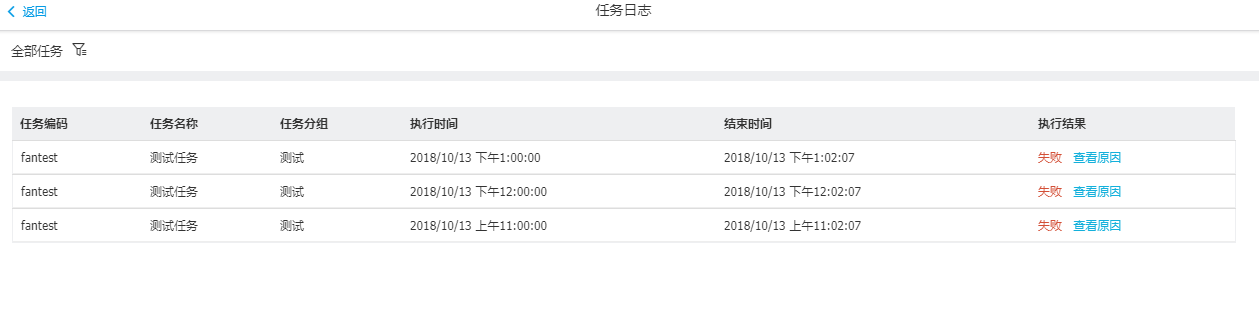 返回 任务日志
全部任务
任务编码 任务名称 任务分组 执行时间 结束时间 执行结果
fantest 测试任务 测试 2018/10/13 下午1:00:00 2018/10/13 下午1:02:07 失败 查看原因
fantest 测试任务 测试 2018/10/13 下午12:00:00 2018/10/13 下午12:02:07 失败 查看原因
fantest 测试任务 测试 2018/10/13 上午11:00:00 2018/10/13 上午11:02:07 失败 查看原因